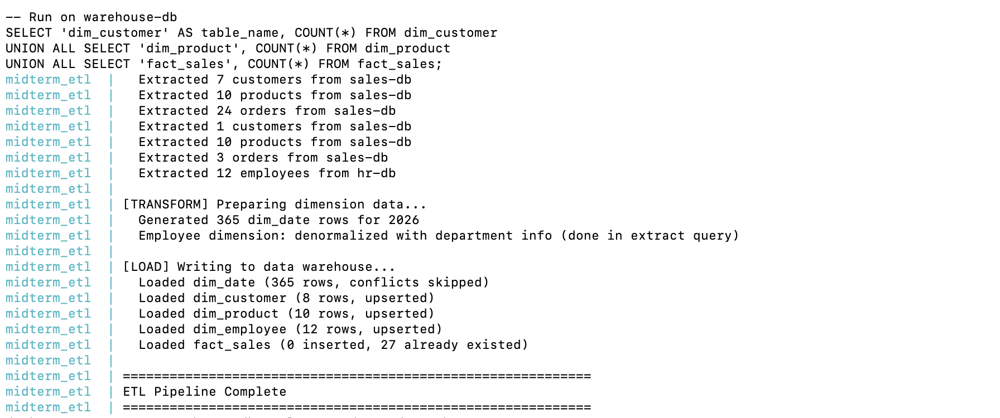 -- Run on warehouse-db
SELECT 'dim_customer' AS table_name, COUNT(*) FROM dim_customer
UNION ALL SELECT 'dim_product', COUNT(*) FROM dim_product
UNION ALL SELECT 'fact_sales', COUNT(*) FROM fact_sales;
midterm_etl  |   Extracted 7 customers from sales-db
midterm_etl  |   Extracted 10 products from sales-db
midterm_etl  |   Extracted 24 orders from sales-db
midterm_etl  |   Extracted 1 customers from sales-db
midterm_etl  |   Extracted 10 products from sales-db
midterm_etl  |   Extracted 3 orders from sales-db
midterm_etl  |   Extracted 12 employees from hr-db
midterm_etl  |
midterm_etl  | [TRANSFORM] Preparing dimension data...
midterm_etl  |   Generated 365 dim_date rows for 2026
midterm_etl  |   Employee dimension: denormalized with department info (done in extract query)
midterm_etl  |
midterm_etl  | [LOAD] Writing to data warehouse...
midterm_etl  |   Loaded dim_date (365 rows, conflicts skipped)
midterm_etl  |   Loaded dim_customer (8 rows, upserted)
midterm_etl  |   Loaded dim_product (10 rows, upserted)
midterm_etl  |   Loaded dim_employee (12 rows, upserted)
midterm_etl  |   Loaded fact_sales (0 inserted, 27 already existed)
midterm_etl  |
midterm_etl  | ============================================================
midterm_etl  | ETL Pipeline Complete
midterm_etl  | ============================================================